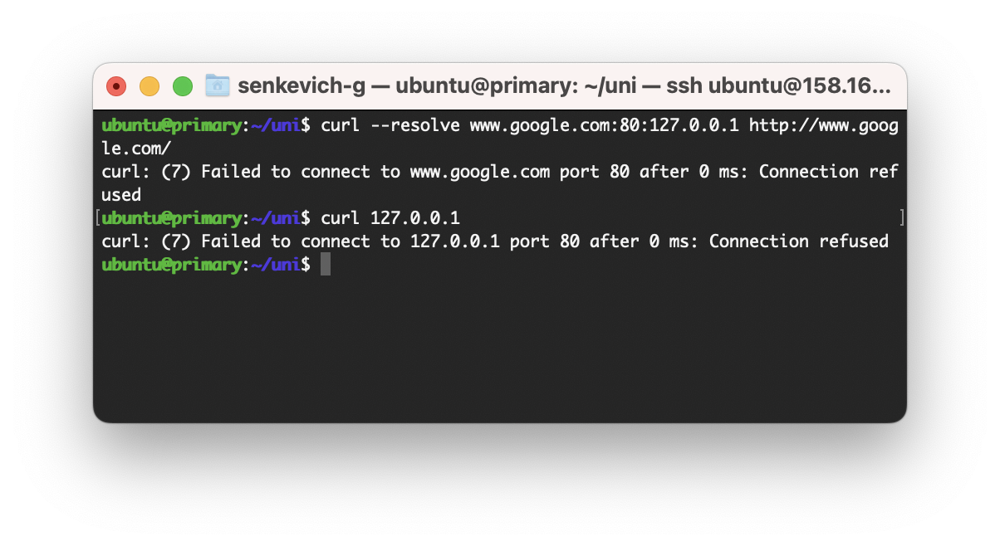 senkevich-g — ubuntu@primary: ~/uni — ssh ubuntu@158.16...
ubuntu@primary:~/uni$ curl --resolve www.google.com:80:127.0.0.1 http://www.goog
le.com/
curl: (7) Failed to connect to www.google.com port 80 after 0 ms: Connection ref
used
[ubuntu@primary:~/uni$ curl 127.0.0.1 ]
curl: (7) Failed to connect to 127.0.0.1 port 80 after 0 ms: Connection refused
ubuntu@primary:~/uni$